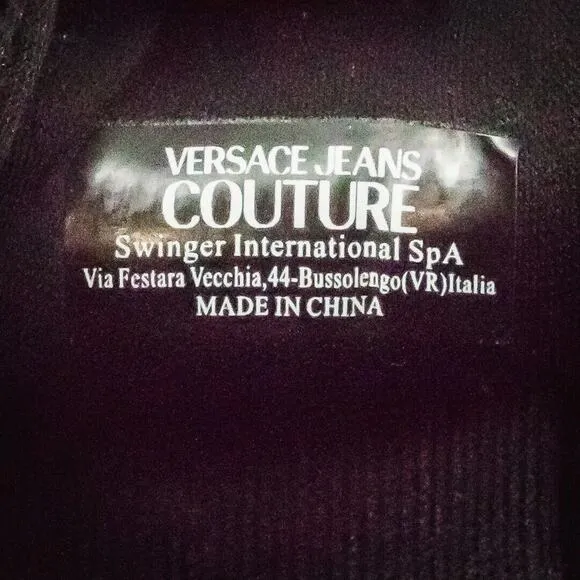 VERSACE JEANS
COUTURE
Swinger International SpA
Via Festara Vecchia,44-Bussolengo(VR)Italia
MADE IN CHINA